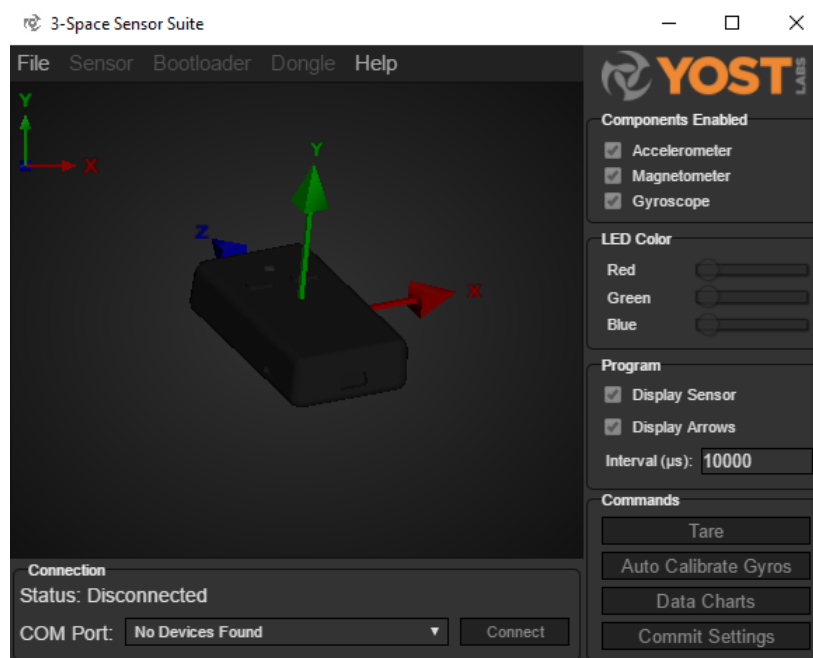 3-Space Sensor Suite
File Sensor Bootloader Dongle Help
YOST LABS
Y
X
Y
Z
X
Components Enabled
Accelerometer
Magnetometer
Gyroscope
LED Color
Red
Green
Blue
Program
Display Sensor
Display Arrows
Interval (µs): 10000
Commands
Tare
Auto Calibrate Gyros
Data Charts
Commit Settings
Connection
Status: Disconnected
COM Port: No Devices Found Connect